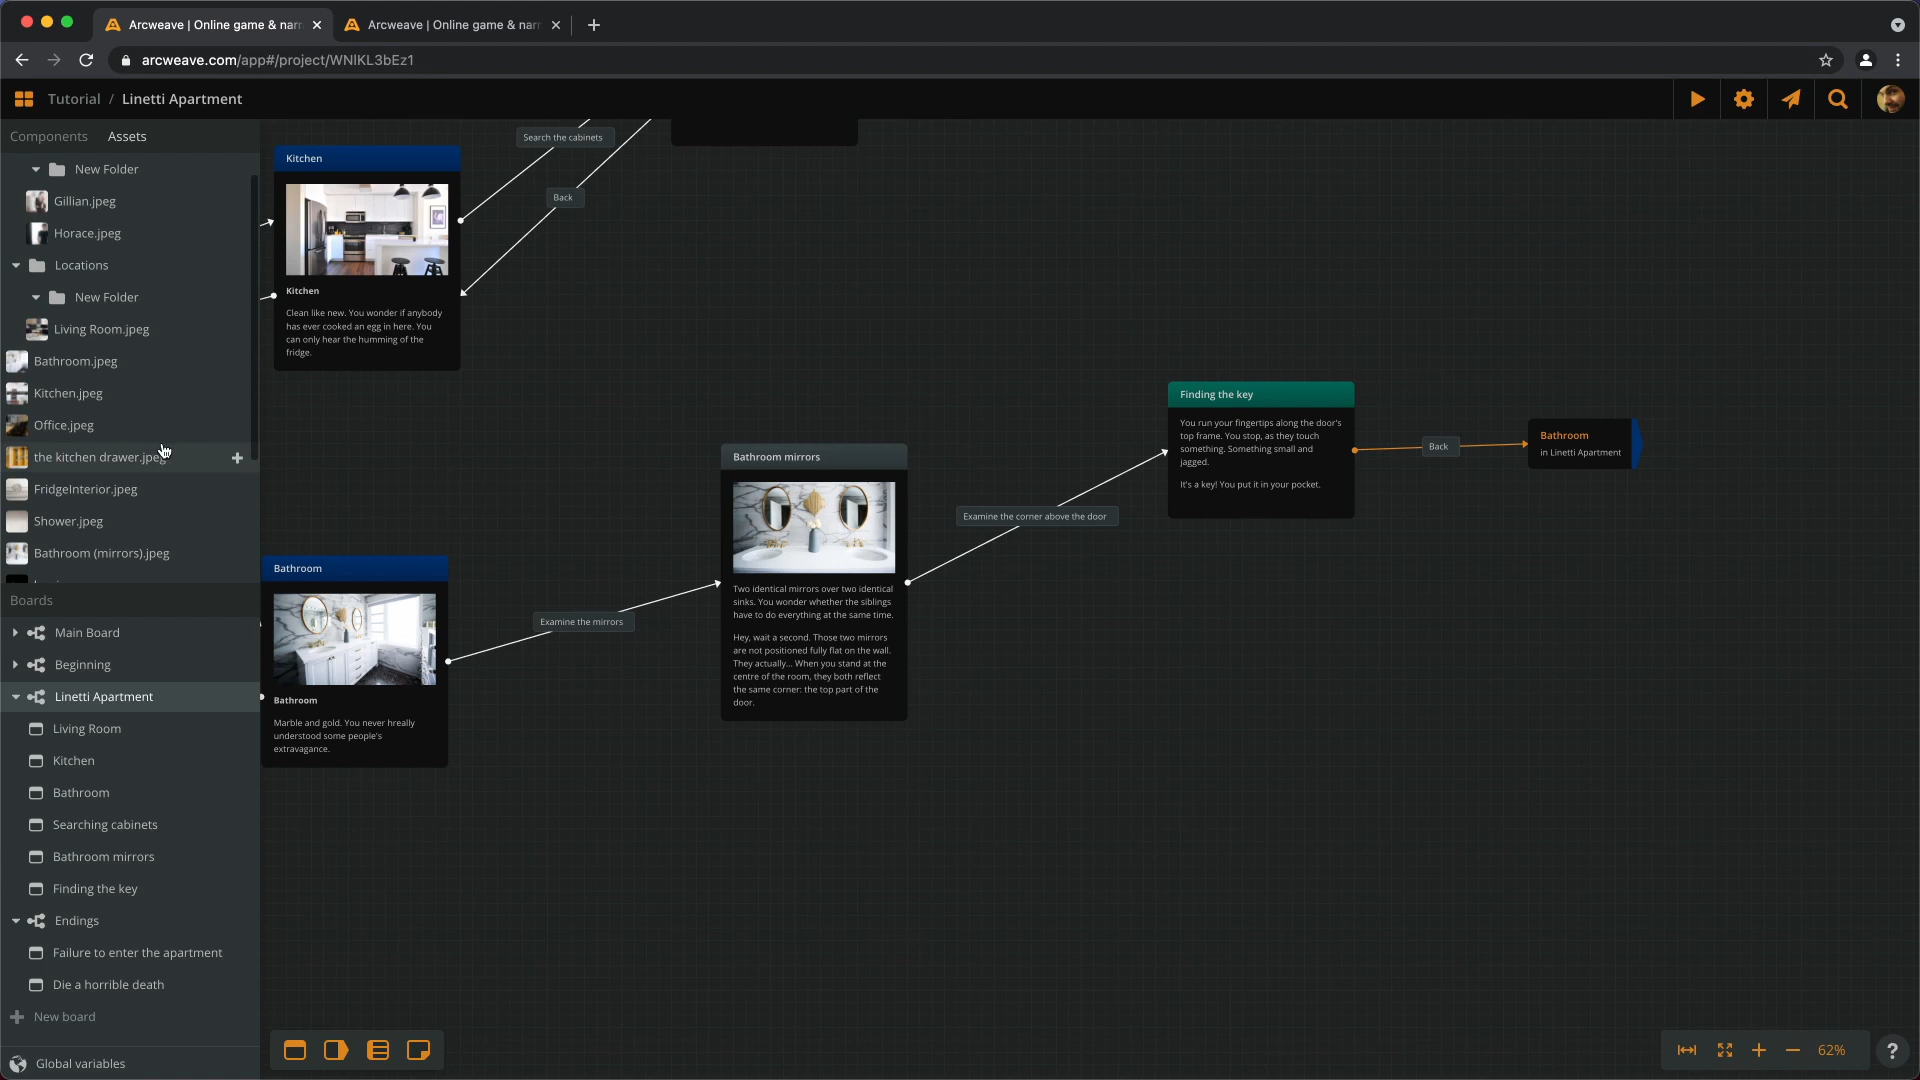 Arcweave | Online game & narr
Arcweave | Online game & narr
arcweave.com/app#/project/WNlKL3bEz1
Tutorial / Linetti Apartment
Components Assets
New Folder
Gillian.jpeg
Horace.jpeg
Locations
New Folder
Living Room.jpeg
Bathroom.jpeg
Kitchen.jpeg
Office.jpeg
the kitchen drawer.jpeg
FridgeInterior.jpeg
Shower.jpeg
Bathroom (mirrors).jpeg
Boards
Main Board
Beginning
Linetti Apartment
Living Room
Kitchen
Bathroom
Searching cabinets
Bathroom mirrors
Finding the key
Endings
Failure to enter the apartment
Die a horrible death
New board
Global variables
Search the cabinets
Back
Kitchen
Kitchen
Clean like new. You wonder if anybody
has ever cooked an egg in here. You
can only hear the humming of the
fridge.
Bathroom
Bathroom
Marble and gold. You never hreally
understood some people's
extravagance.
Examine the mirrors
Bathroom mirrors
Two identical mirrors over two identical
sinks. You wonder whether the siblings
have to do everything at the same time.
Hey, wait a second. Those two mirrors
are not positioned fully flat on the wall.
They actually... When you stand at the
centre of the room, they both reflect
the same corner: the top part of the
door.
Examine the corner above the door
Finding the key
You run your fingertips along the door's
top frame. You stop, as they touch
something. Something small and
jagged.
It's a key! You put it in your pocket.
Back
Bathroom
in Linetti Apartment
62%
?